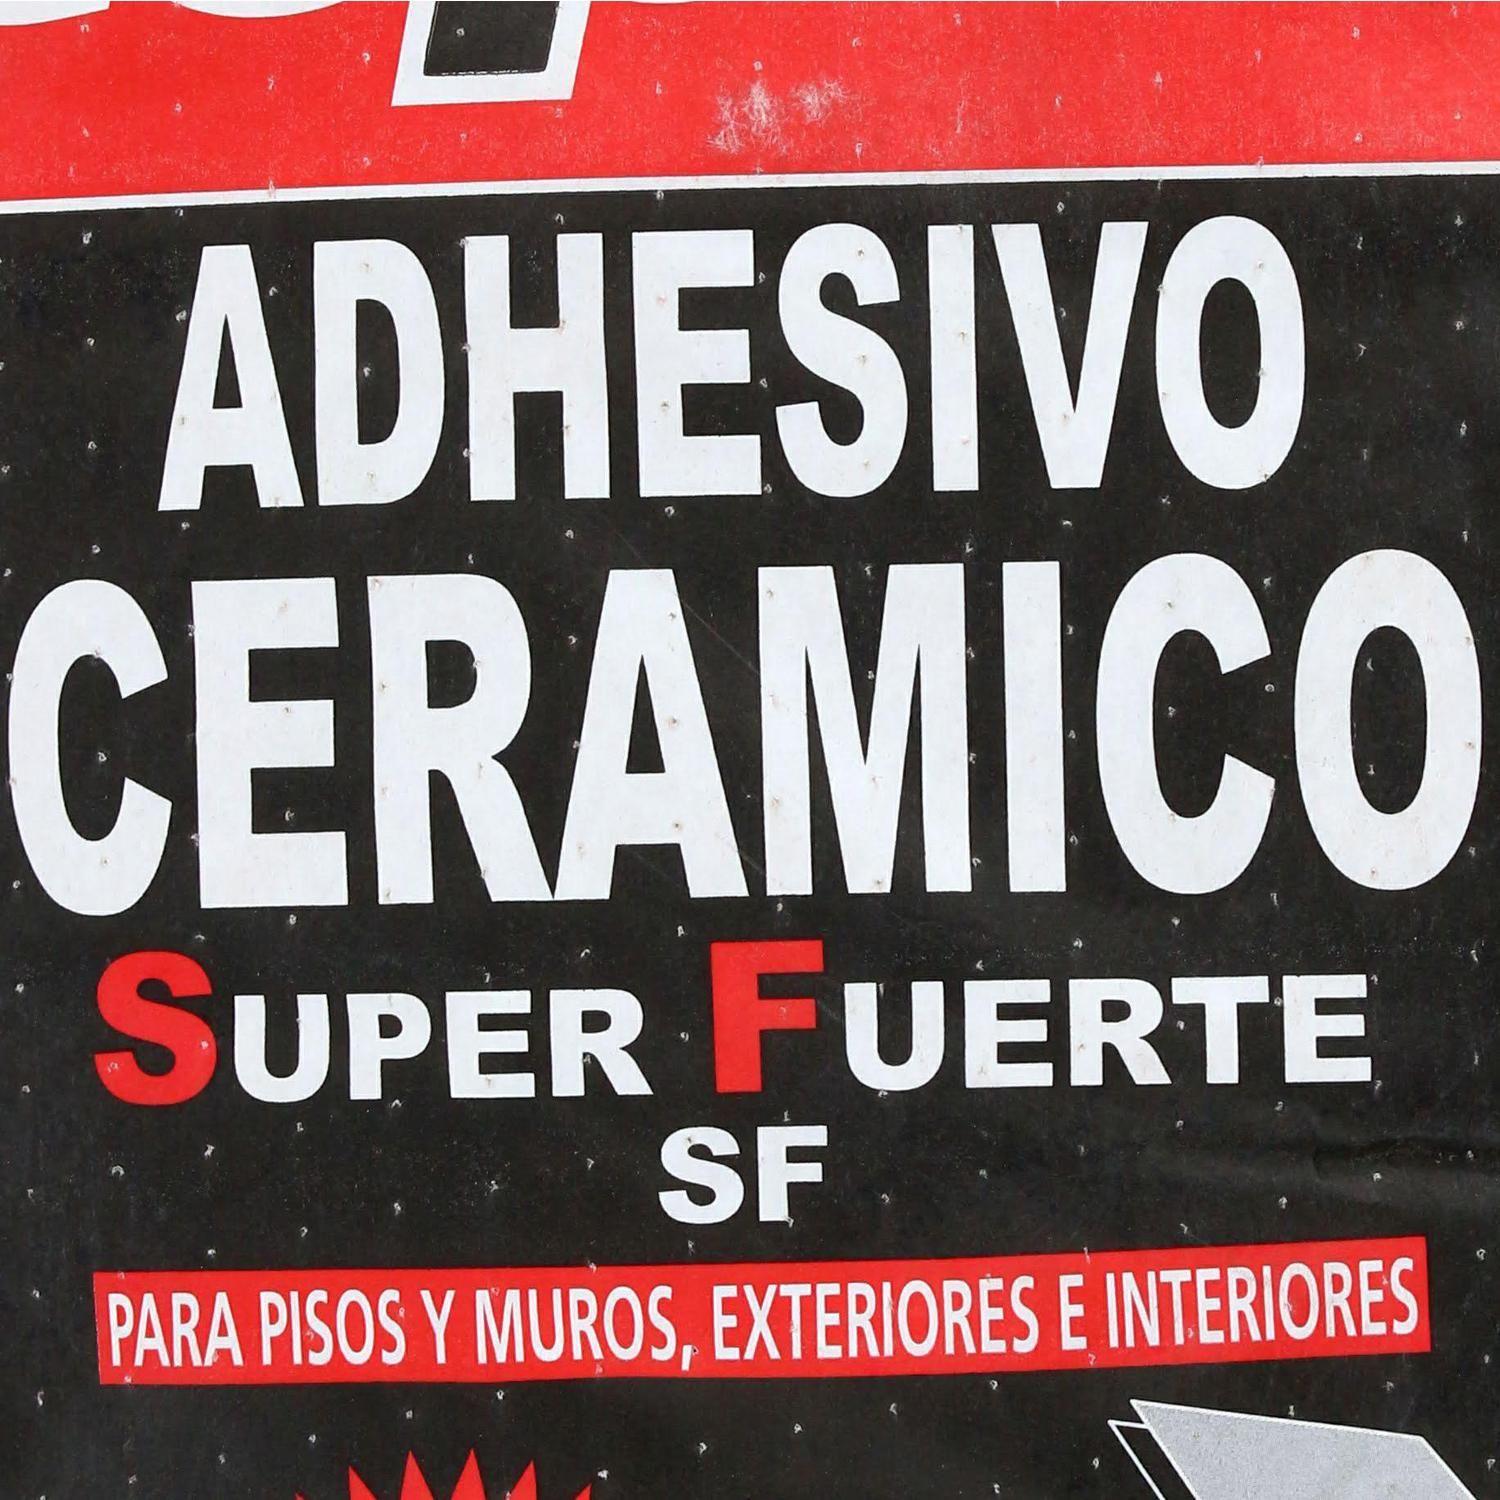 ADHESIVO
CERAMICO
SUPER FUERTE
SF
PARA PISOS Y MUROS, EXTERIORES E INTERIORES